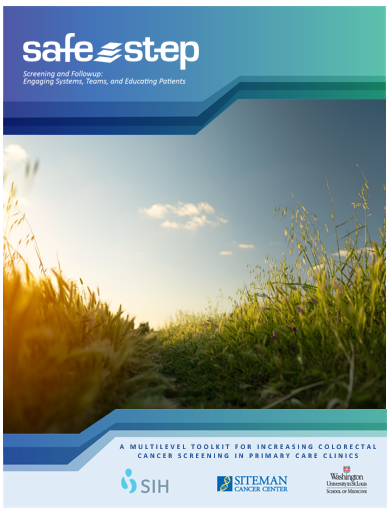 safe step
Screening and Followup:
Engaging Systems, Teams, and Educating Patients
A MULTILEVEL TOOLKIT FOR INCREASING COLORECTAL
CANCER SCREENING IN PRIMARY CARE CLINICS
SIH
SITEMAN
CANCER CENTER
Washington
University in St. Louis
SCHOOL OF MEDICINE